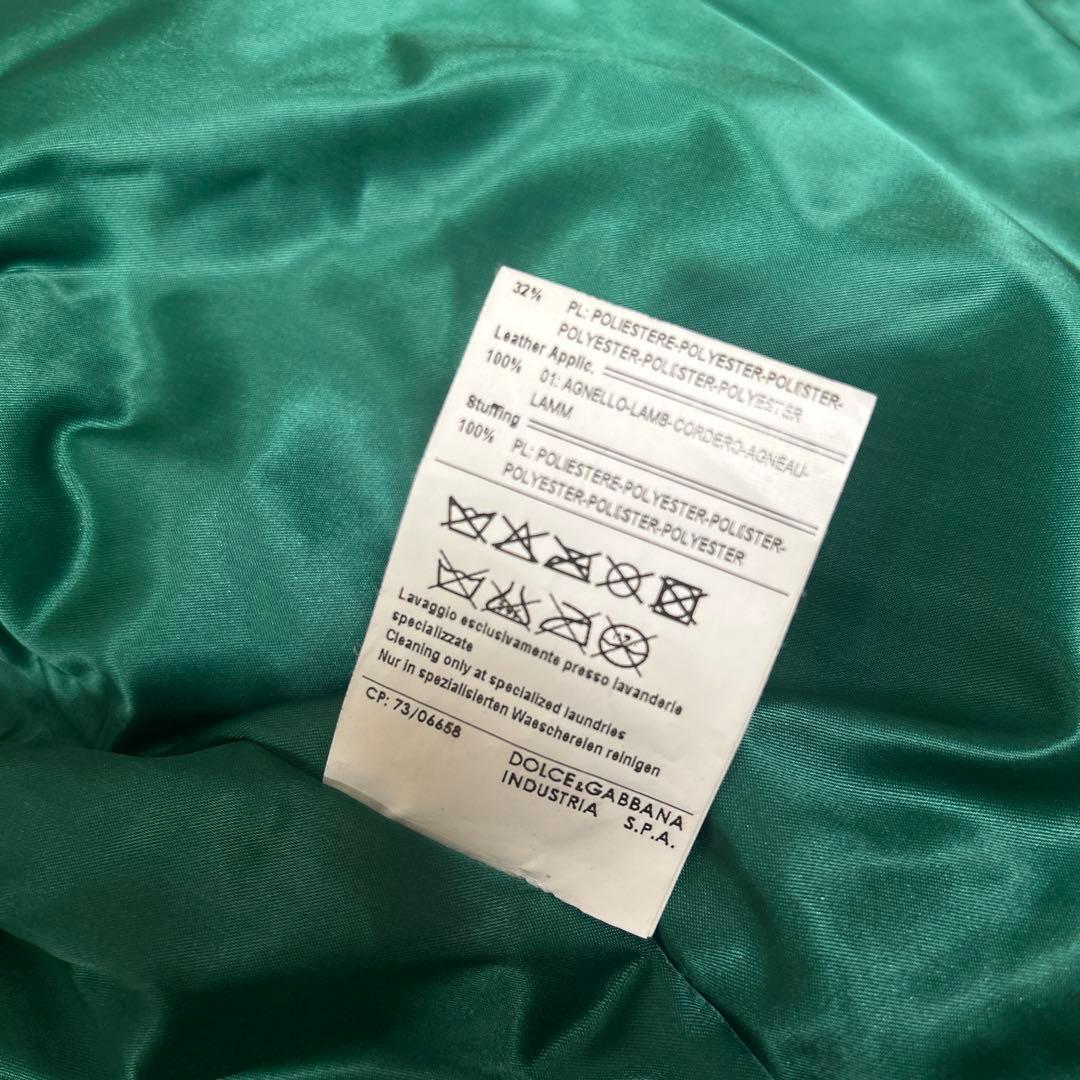 32% PL: POLIESTERE-POLYESTER-POLIISTER-
POLYESTER-POLIESTER-POLYESTER
Leather Applic.
100% 01: AGNELLO-LAMB-CORDERO-AGNEAU-
LAMM
Stuffing
100% PL: POLIESTERE-POLYESTER-POLIISTER-
POLYESTER-POLIESTER-POLYESTER
Lavaggio esclusivamente presso lavanderie
specializzate
Cleaning only at specialized laundries
Nur in spezialisierten Waeschereien reinigen
CP: 73/06658
DOLCE&GABBANA
INDUSTRIA S.P.A.